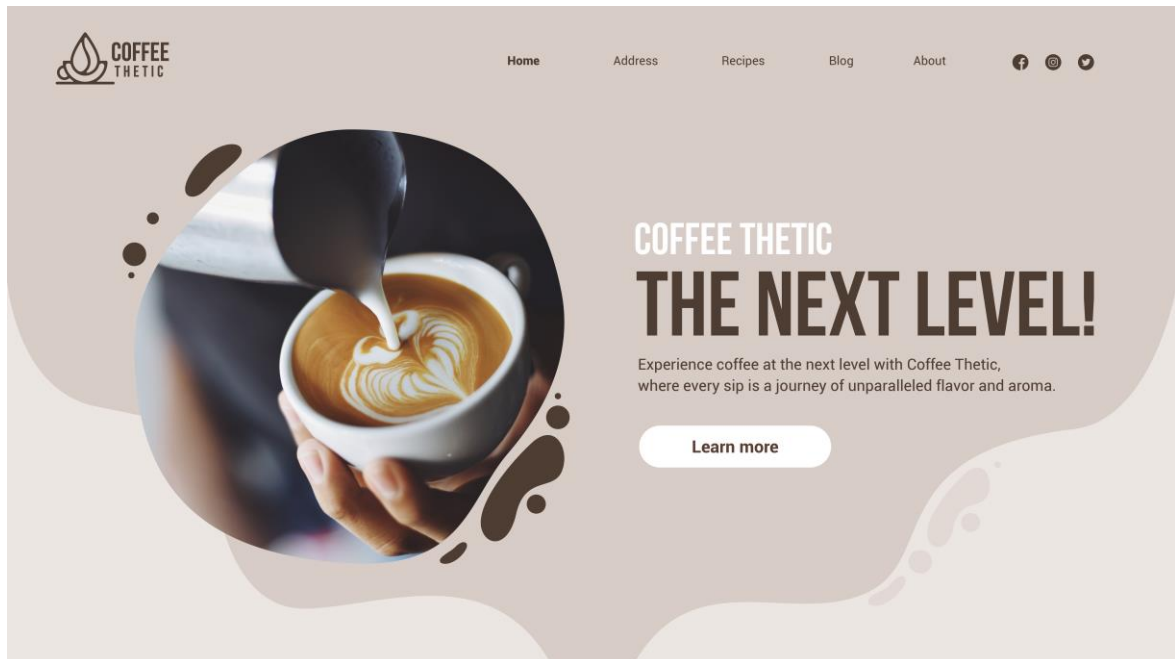 COFFEE
THETIC
Home Address Recipes Blog About
COFFEE THETIC
THE NEXT LEVEL!
Experience coffee at the next level with Coffee Thetic,
where every sip is a journey of unparalleled flavor and aroma.
Learn more